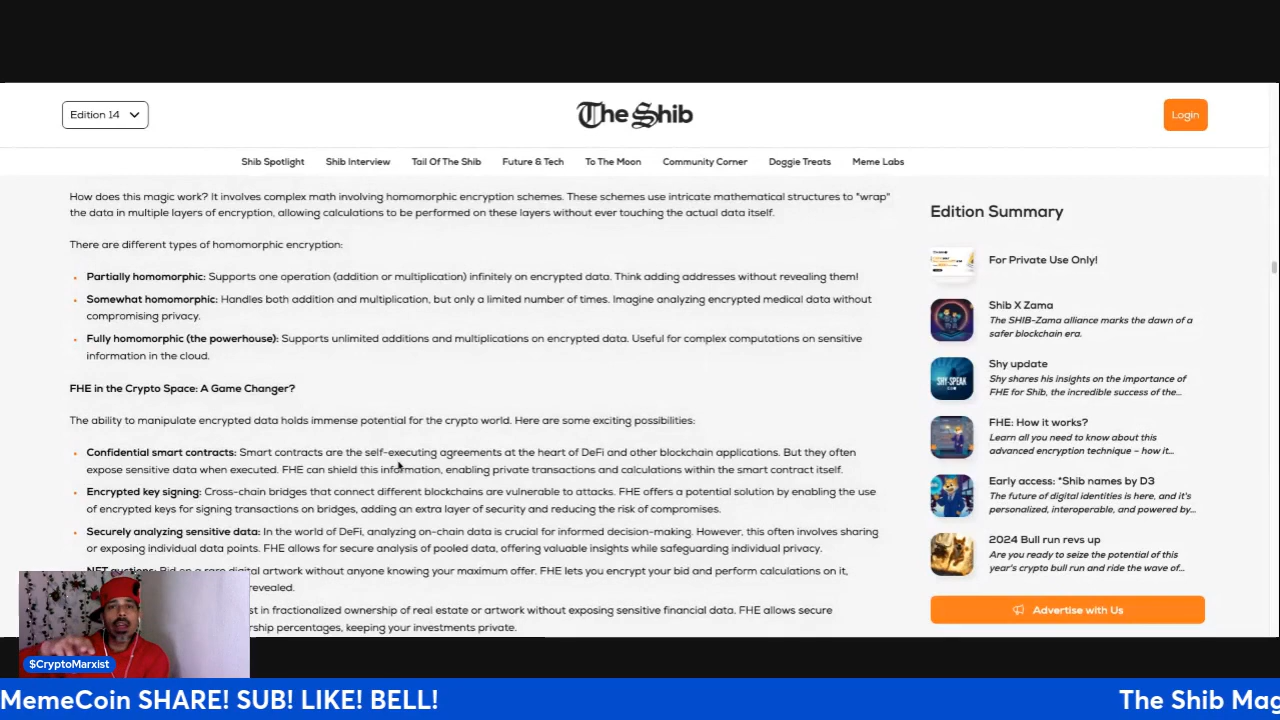 Edition 14
The Shib
Login
Shib Spotlight Shib Interview Tail Of The Shib Future & Tech To The Moon Community Corner Doggie Treats Meme Labs
How does this magic work? It involves complex math involving homomorphic encryption schemes. These schemes use intricate mathematical structures to "wrap"
the data in multiple layers of encryption, allowing calculations to be performed on these layers without ever touching the actual data itself.
There are different types of homomorphic encryption:
Partially homomorphic: Supports one operation (addition or multiplication) infinitely on encrypted data. Think adding addresses without revealing them!
Somewhat homomorphic: Handles both addition and multiplication, but only a limited number of times. Imagine analyzing encrypted medical data without
compromising privacy.
Fully homomorphic (the powerhouse): Supports unlimited additions and multiplications on encrypted data. Useful for complex computations on sensitive
information in the cloud.
FHE in the Crypto Space: A Game Changer?
The ability to manipulate encrypted data holds immense potential for the crypto world. Here are some exciting possibilities:
Confidential smart contracts: Smart contracts are the self-executing agreements at the heart of DeFi and other blockchain applications. But they often
expose sensitive data when executed. FHE can shield this information, enabling private transactions and calculations within the smart contract itself.
Encrypted key signing: Cross-chain bridges that connect different blockchains are vulnerable to attacks. FHE offers a potential solution by enabling the use
of encrypted keys for signing transactions on bridges, adding an extra layer of security and reducing the risk of compromises.
Securely analyzing sensitive data: In the world of DeFi, analyzing on-chain data is crucial for informed decision-making. However, this often involves sharing
or exposing individual data points. FHE allows for secure analysis of pooled data, offering valuable insights while safeguarding individual privacy.
NFT auctions: Bid on a rare digital artwork without anyone knowing your maximum offer. FHE lets you encrypt your bid and perform calculations on it,
revealed.
st in fractionalized ownership of real estate or artwork without exposing sensitive financial data. FHE allows secure
rship percentages, keeping your investments private.
Edition Summary
For Private Use Only!
Shib X Zama
The SHIB-Zama alliance marks the dawn of a
safer blockchain era.
Shy update
SHY-SPEAK
Shy shares his insights on the importance of
FHE for Shib, the incredible success of the...
FHE: How it works?
Learn all you need to know about this
advanced encryption technique – how it...
Early access: "Shib names by D3
The future of digital identities is here, and it's
personalized, interoperable, and powered by...
2024 Bull run revs up
Are you ready to seize the potential of this
year's crypto bull run and ride the wave of...
Advertise with Us
$CryptoMarxist
MemeCoin SHARE! SUB! LIKE! BELL!
The Shib Mag